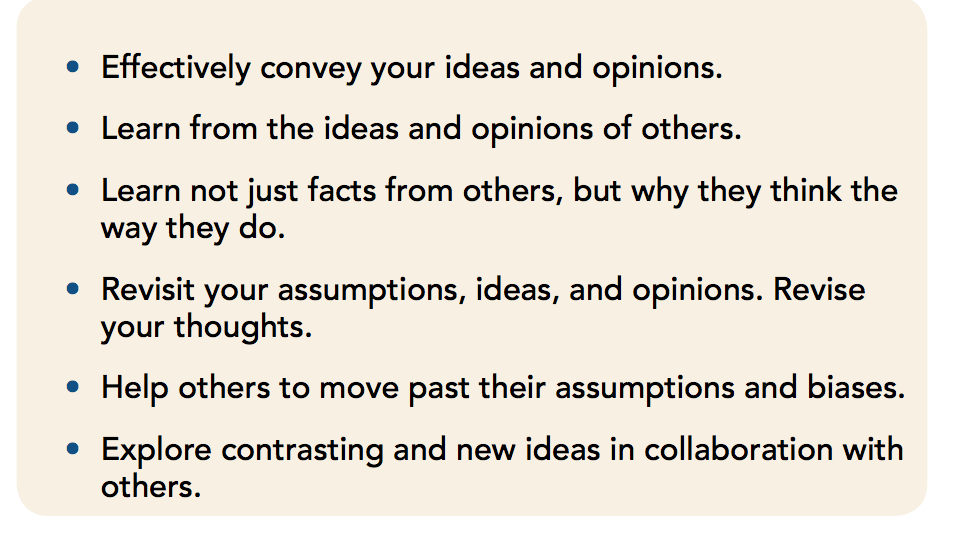 • Effectively convey your ideas and opinions.
• Learn from the ideas and opinions of others.
• Learn not just facts from others, but why they think the
way they do.
• Revisit your assumptions, ideas, and opinions. Revise
your thoughts.
• Help others to move past their assumptions and biases.
• Explore contrasting and new ideas in collaboration with
others.